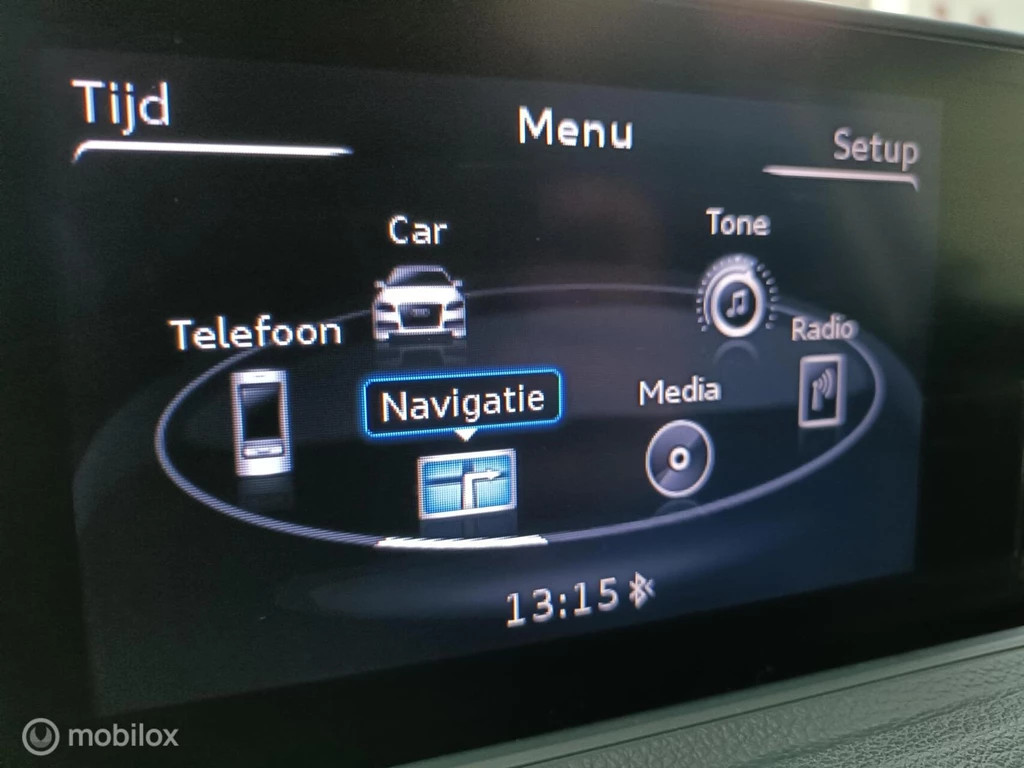 Tijd
Menu
Setup
Car
Tone
Telefoon
Radio
Navigatie
Media
13:15
mobilox